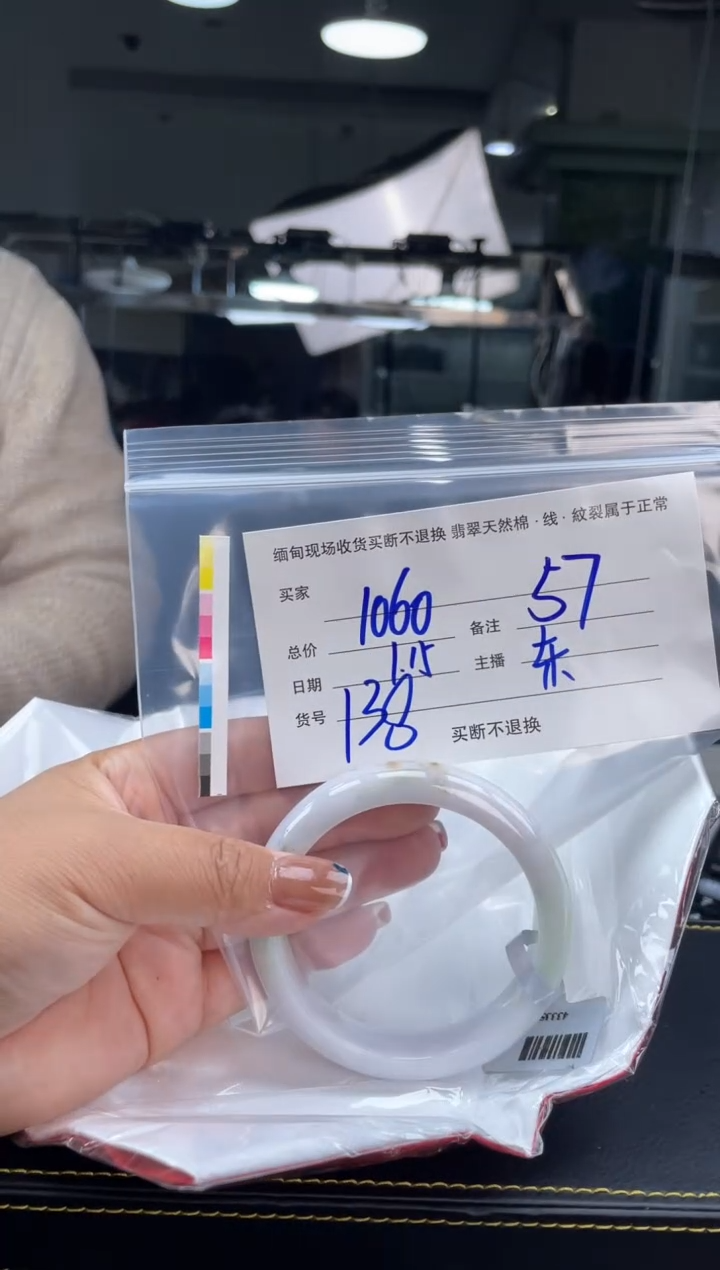 缅甸现场收货买断不退换 翡翠天然棉·线·紋裂属于正常
买家
总价 1060 备注 57
日期 1.15 主播 东
货号 138 买断不退换